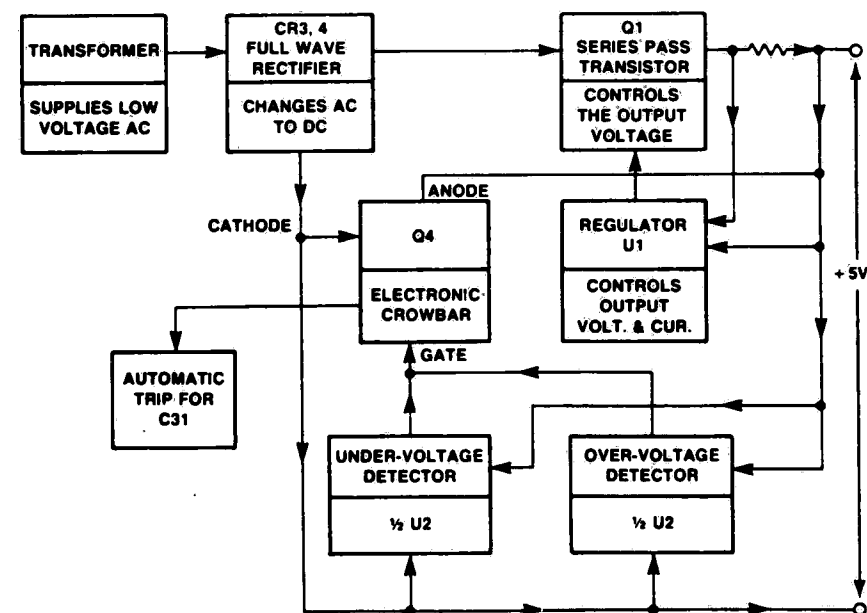 TRANSFORMER
SUPPLIES LOW
VOLTAGE AC
CR3, 4
FULL WAVE
RECTIFIER
CHANGES AC
TO DC
Q1
SERIES PASS
TRANSISTOR
CONTROLS
THE OUTPUT
VOLTAGE
ANODE
CATHODE
Q4
ELECTRONIC
CROWBAR
REGULATOR
U1
CONTROLS
OUTPUT
VOLT. & CUR.
+ 5V
GATE
AUTOMATIC
TRIP FOR
C31
UNDER-VOLTAGE
DETECTOR
½ U2
OVER-VOLTAGE
DETECTOR
½ U2